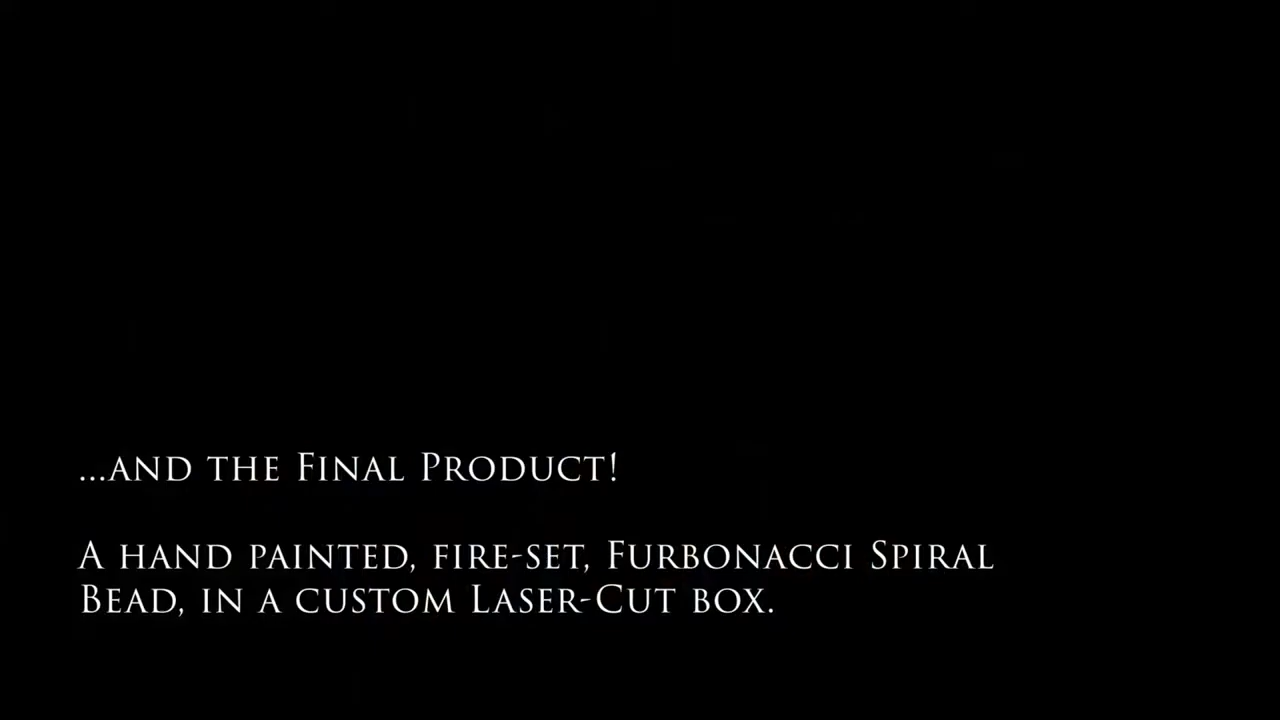 ...and the Final Product!
A hand painted, fire-set, Furbonacci Spiral
Bead, in a custom Laser-Cut box.